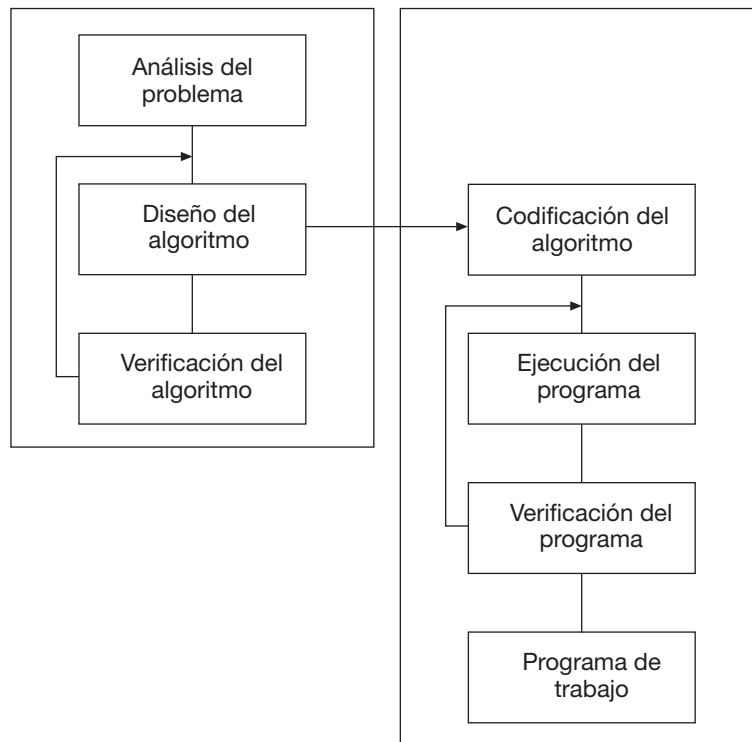 Análisis del
problema
Diseño del
algoritmo
Verificación del
algoritmo
Codificación del
algoritmo
Ejecución del
programa
Verificación del
programa
Programa de
trabajo